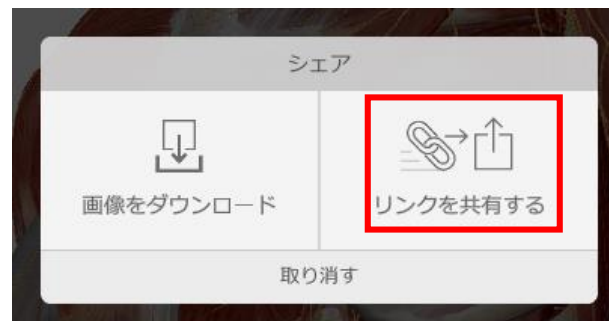 シェア
画像をダウンロード
リンクを共有する
取り消す